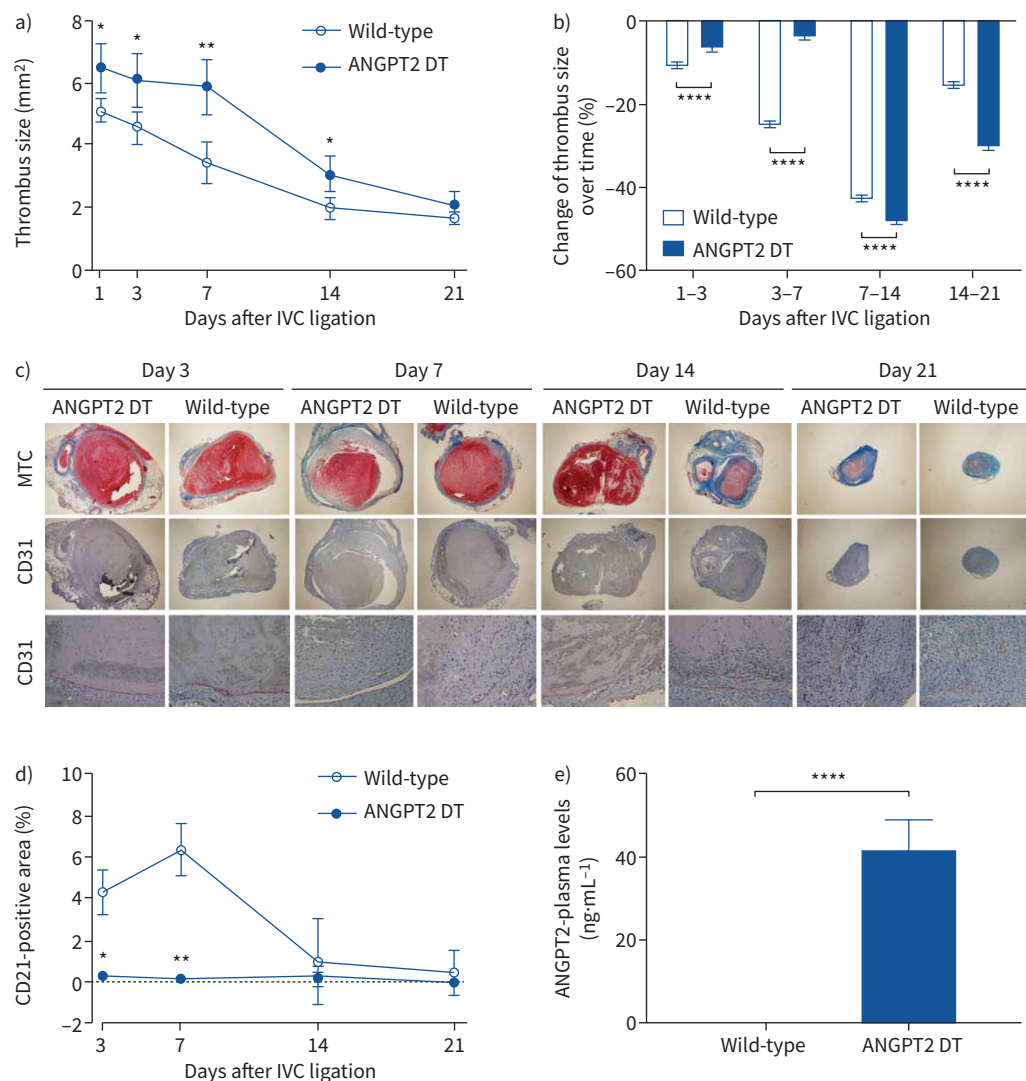 a)
8
6
4
2
0
Thrombus size (mm²)
*
*
**
*
Wild-type
ANGPT2 DT
1
3
7
14
21
Days after IVC ligation
b)
0
–20
–40
–60
Change of thrombus size
over time (%)
****
****
****
****
Wild-type
ANGPT2 DT
1–3
3–7
7–14
14–21
Days after IVC ligation
c)
Day 3
Day 7
Day 14
Day 21
ANGPT2 DT
Wild-type
ANGPT2 DT
Wild-type
ANGPT2 DT
Wild-type
ANGPT2 DT
Wild-type
MTC
CD31
CD31
d)
10
8
6
4
2
0
–2
CD21-positive area (%)
*
**
Wild-type
ANGPT2 DT
3
7
14
21
Days after IVC ligation
e)
60
40
20
0
ANGPT2-plasma levels
(ng·mL⁻¹)
****
Wild-type
ANGPT2 DT